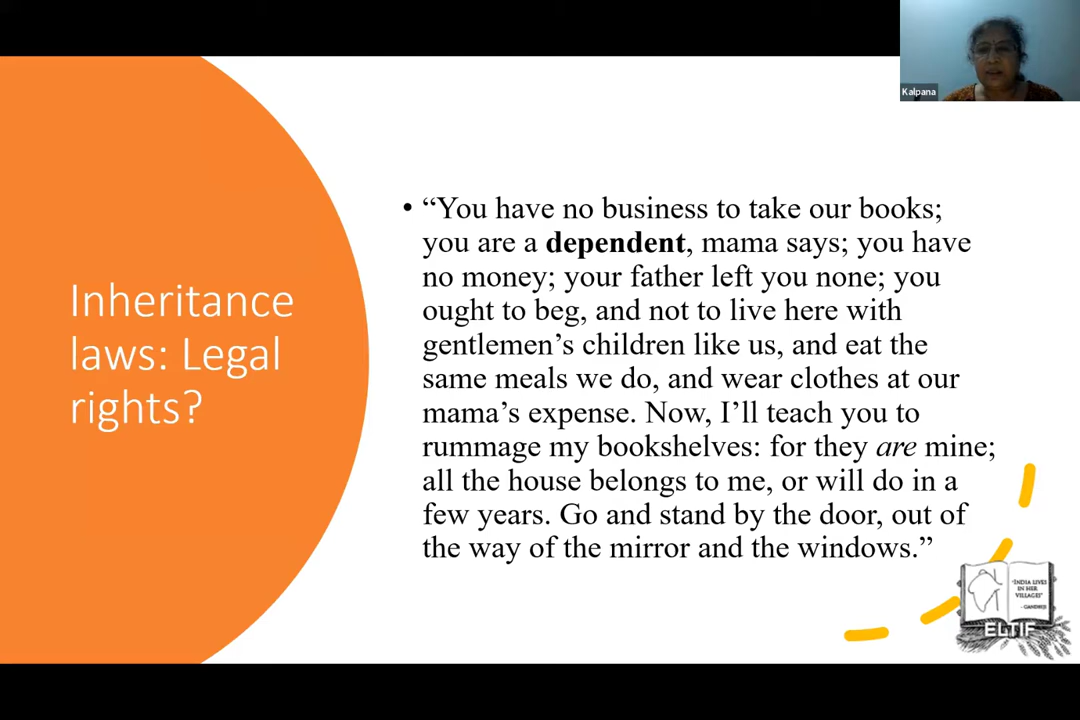 Kalpana
Inheritance
laws: Legal
rights?
• “You have no business to take our books;
you are a dependent, mama says; you have
no money; your father left you none; you
ought to beg, and not to live here with
gentlemen’s children like us, and eat the
same meals we do, and wear clothes at our
mama’s expense. Now, I’ll teach you to
rummage my bookshelves: for they are mine;
all the house belongs to me, or will do in a
few years. Go and stand by the door, out of
the way of the mirror and the windows.”
"INDIA LIVES
IN HER
VILLAGES"
- GANDHIJI
ELTIF